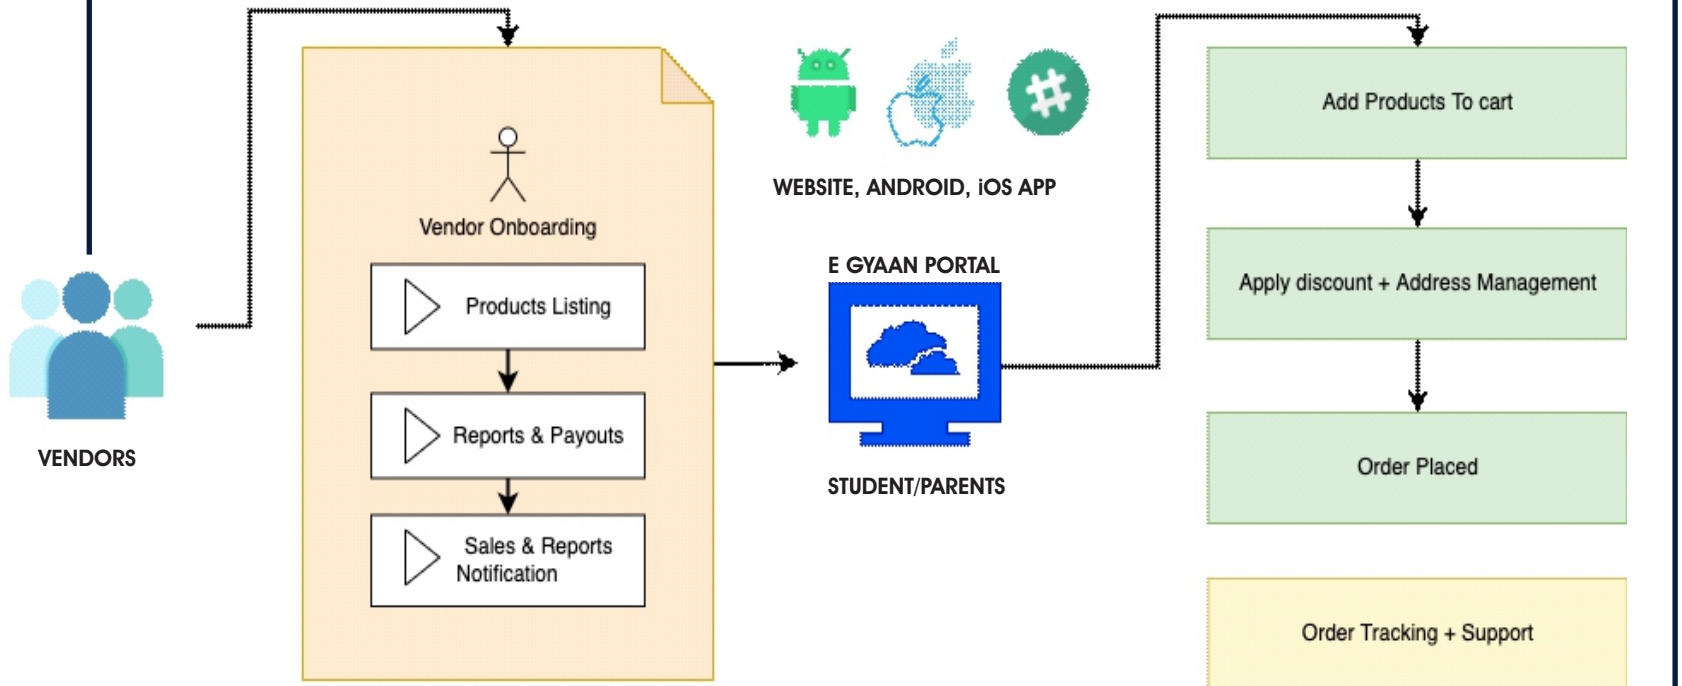 VENDORS
Vendor Onboarding
Products Listing
Reports & Payouts
Sales & Reports
Notification
WEBSITE, ANDROID, iOS APP
E GYAAN PORTAL
STUDENT/PARENTS
Add Products To cart
Apply discount + Address Management
Order Placed
Order Tracking + Support